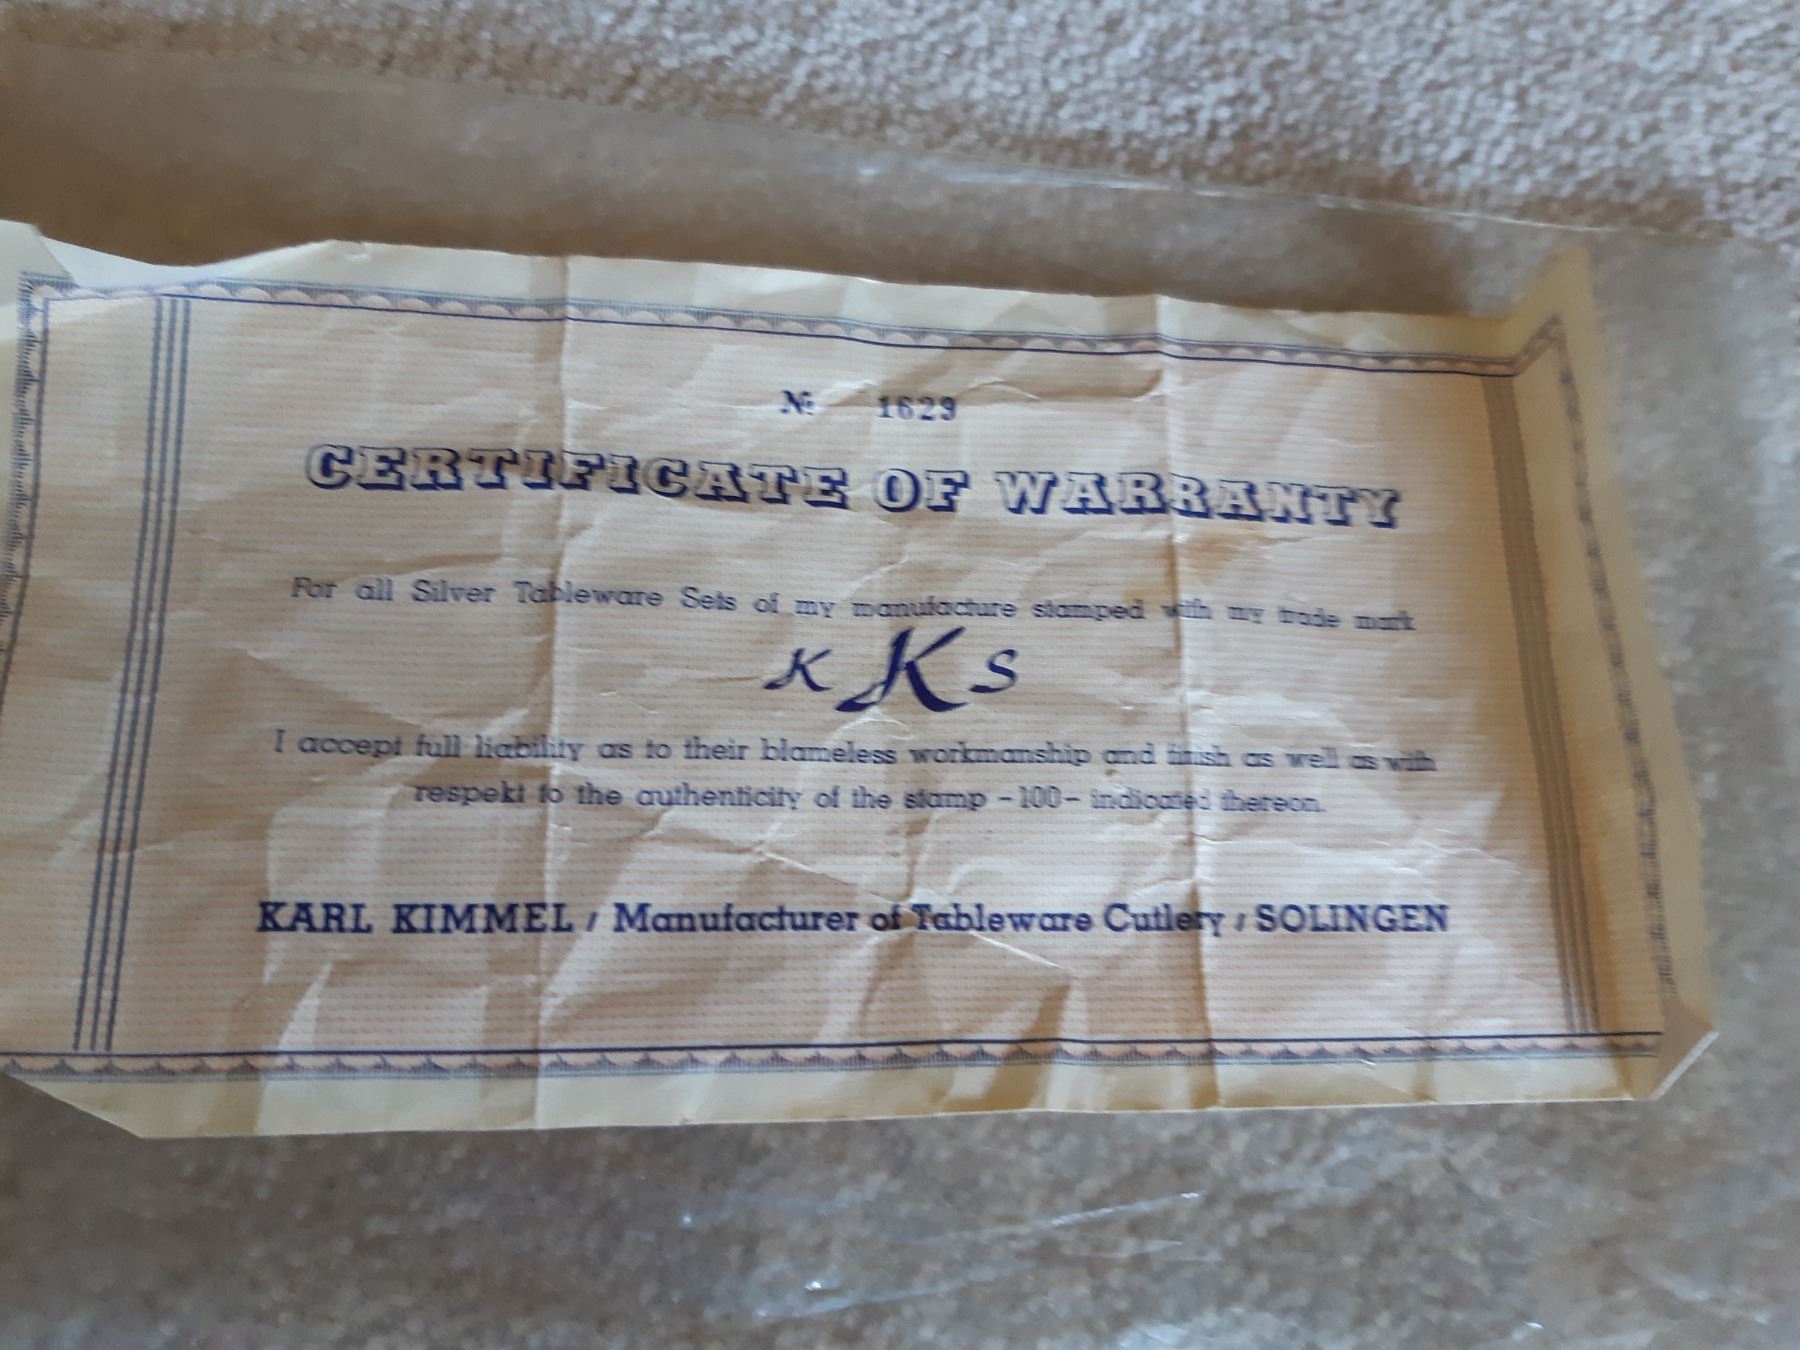 № 1629
CERTIFICATE OF WARRANTY
For all Silver Tableware Sets of my manufacture stamped with my trade mark
K K S
I accept full liability as to their blameless workmanship and finish as well as with
respekt to the authenticity of the stamp -100- indicated thereon.
KARL KIMMEL / Manufacturer of Tableware Cutlery / SOLINGEN